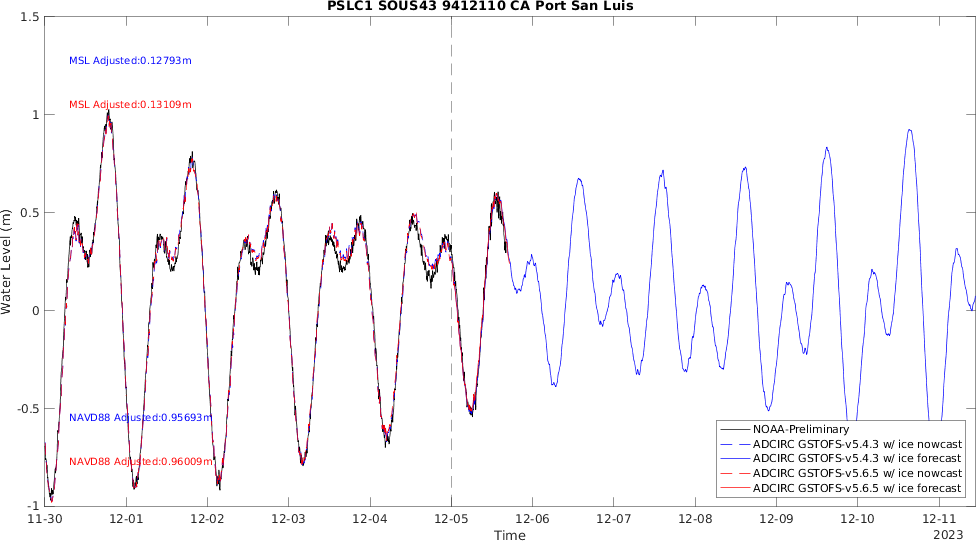 PSLC1 SOUS43 9412110 CA Port San Luis
1.5
MSL Adjusted:0.12793m
MSL Adjusted:0.13109m
1
0.5
Water Level (m)
0
-0.5
NAVD88 Adjusted:0.95693m
NAVD88 Adjusted:0.96009m
-1
NOAA-Preliminary
ADCIRC GSTOFS-v5.4.3 w/ ice nowcast
ADCIRC GSTOFS-v5.4.3 w/ ice forecast
ADCIRC GSTOFS-v5.6.5 w/ ice nowcast
ADCIRC GSTOFS-v5.6.5 w/ ice forecast
11-30 12-01 12-02 12-03 12-04 12-05 12-06 12-07 12-08 12-09 12-10 12-11
Time
2023